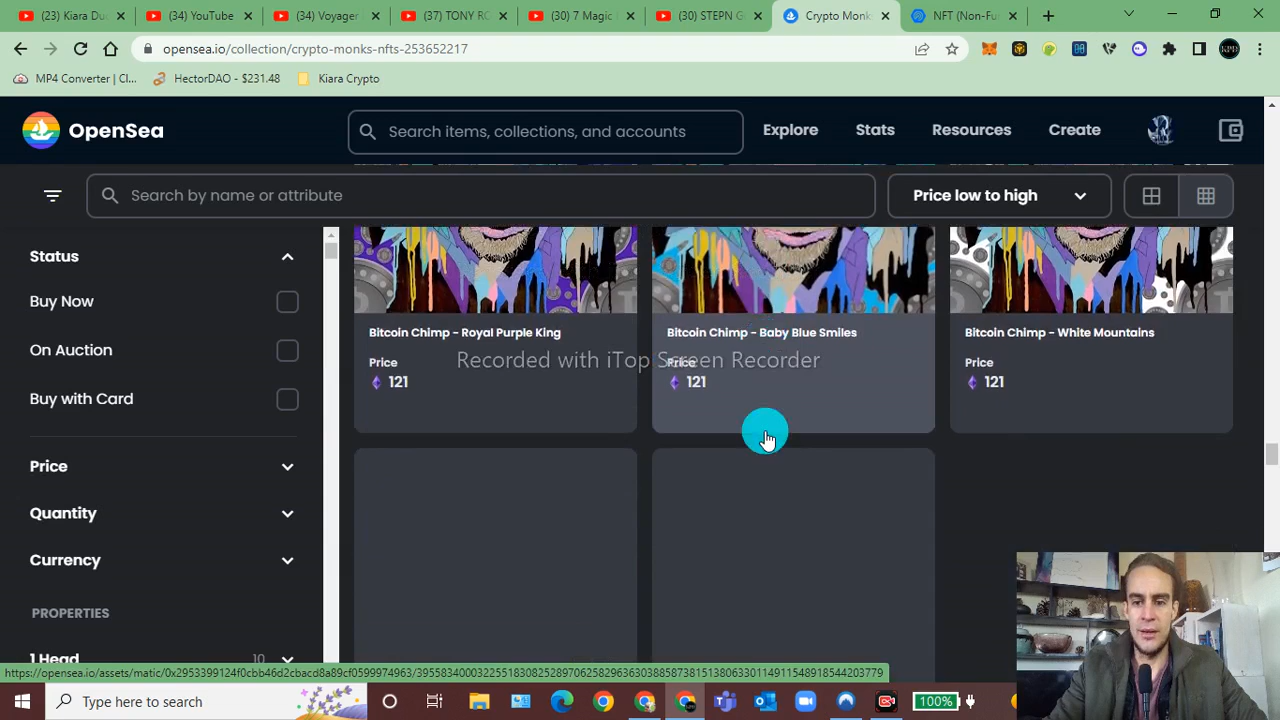 (23) Kiara Du
(34) YouTube
(34) Voyager
(37) TONY RO
(30) 7 Magic
(30) STEPN G
Crypto Monk
NFT (Non-Fu
opensea.io/collection/crypto-monks-nfts-253652217
MP4 Converter | Cl...
HectorDAO - $231.48
Kiara Crypto
OpenSea
Search items, collections, and accounts
Explore
Stats
Resources
Create
Search by name or attribute
Price low to high
Status
Buy Now
On Auction
Buy with Card
Price
Quantity
Currency
PROPERTIES
1 Head
10
Bitcoin Chimp - Royal Purple King
Price
121
Bitcoin Chimp - Baby Blue Smiles
Price
121
Bitcoin Chimp - White Mountains
Price
121
Recorded with iTop Screen Recorder
Type here to search
100%